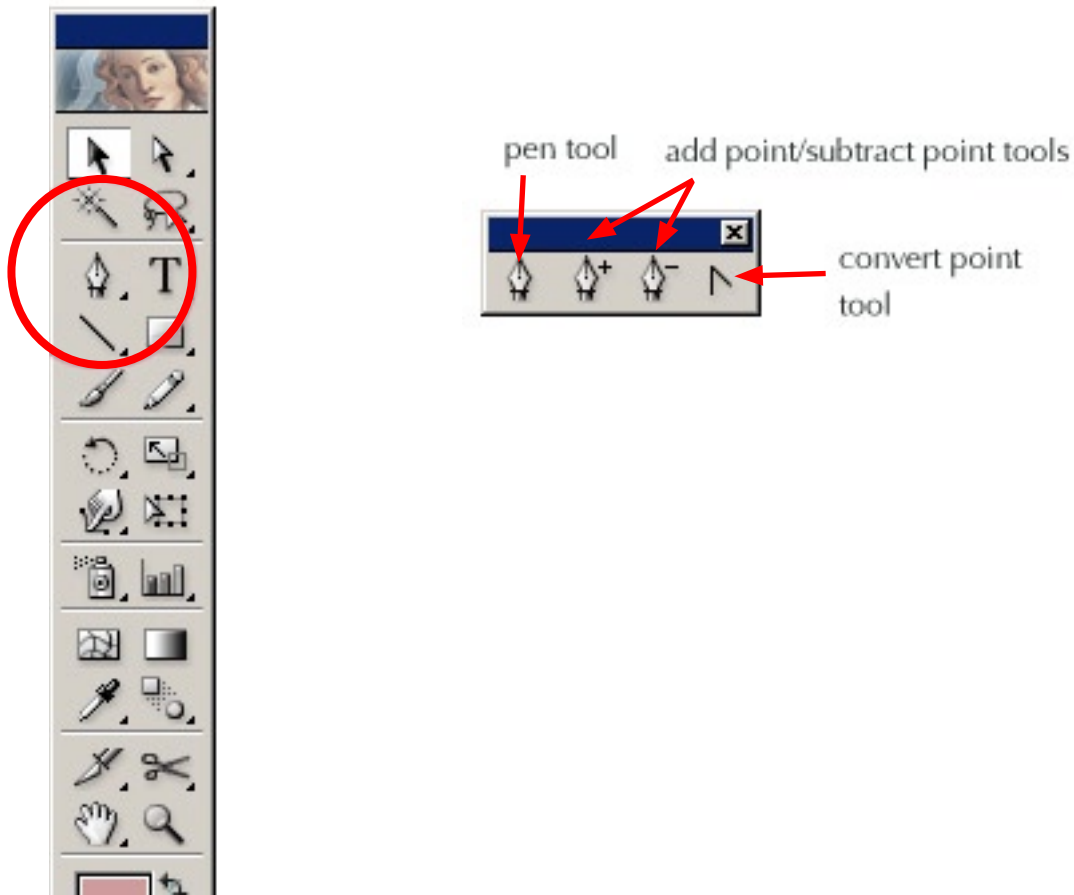 pen tool
add point/subtract point tools
convert point
tool
T